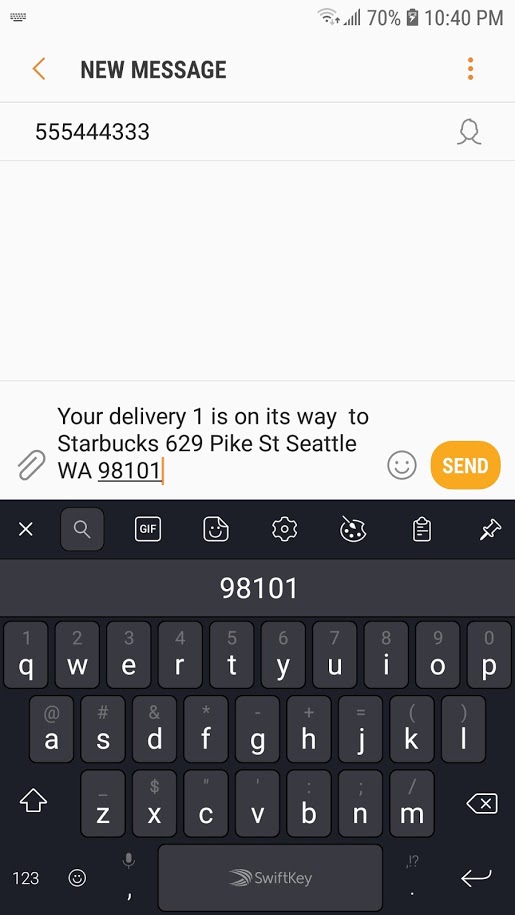 70% 10:40 PM
NEW MESSAGE
555444333
Your delivery 1 is on its way  to
Starbucks 629 Pike St Seattle
WA 98101
SEND
GIF
98101
1 2 3 4 5 6 7 8 9 0
q w e r t y u i o p
@ # & * - + = ( )
a s d f g h j k l
_ $ " ' : ; /
z x c v b n m
,!?
123 , SwiftKey .